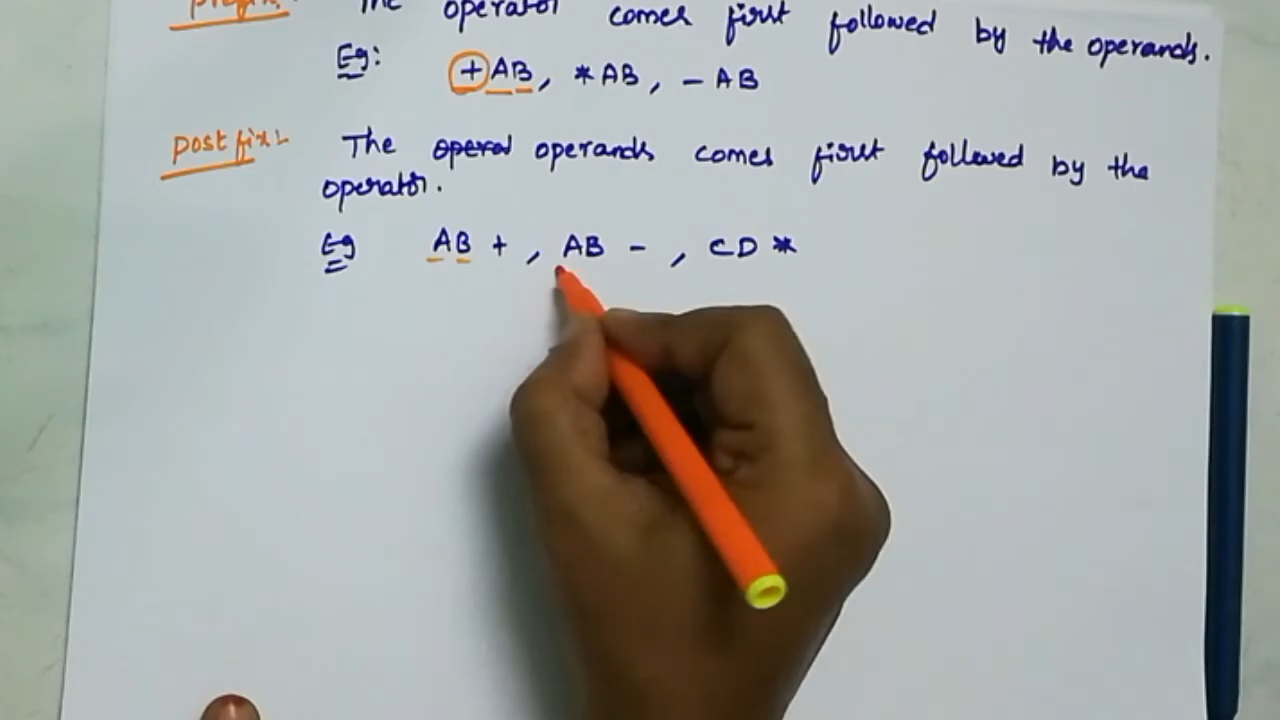 Prefix: The operator comes first followed by the operands.
Eg: +AB, *AB, - AB
postfix:- The operands comes first followed by the
operator.
Eg AB + , AB - , CD *